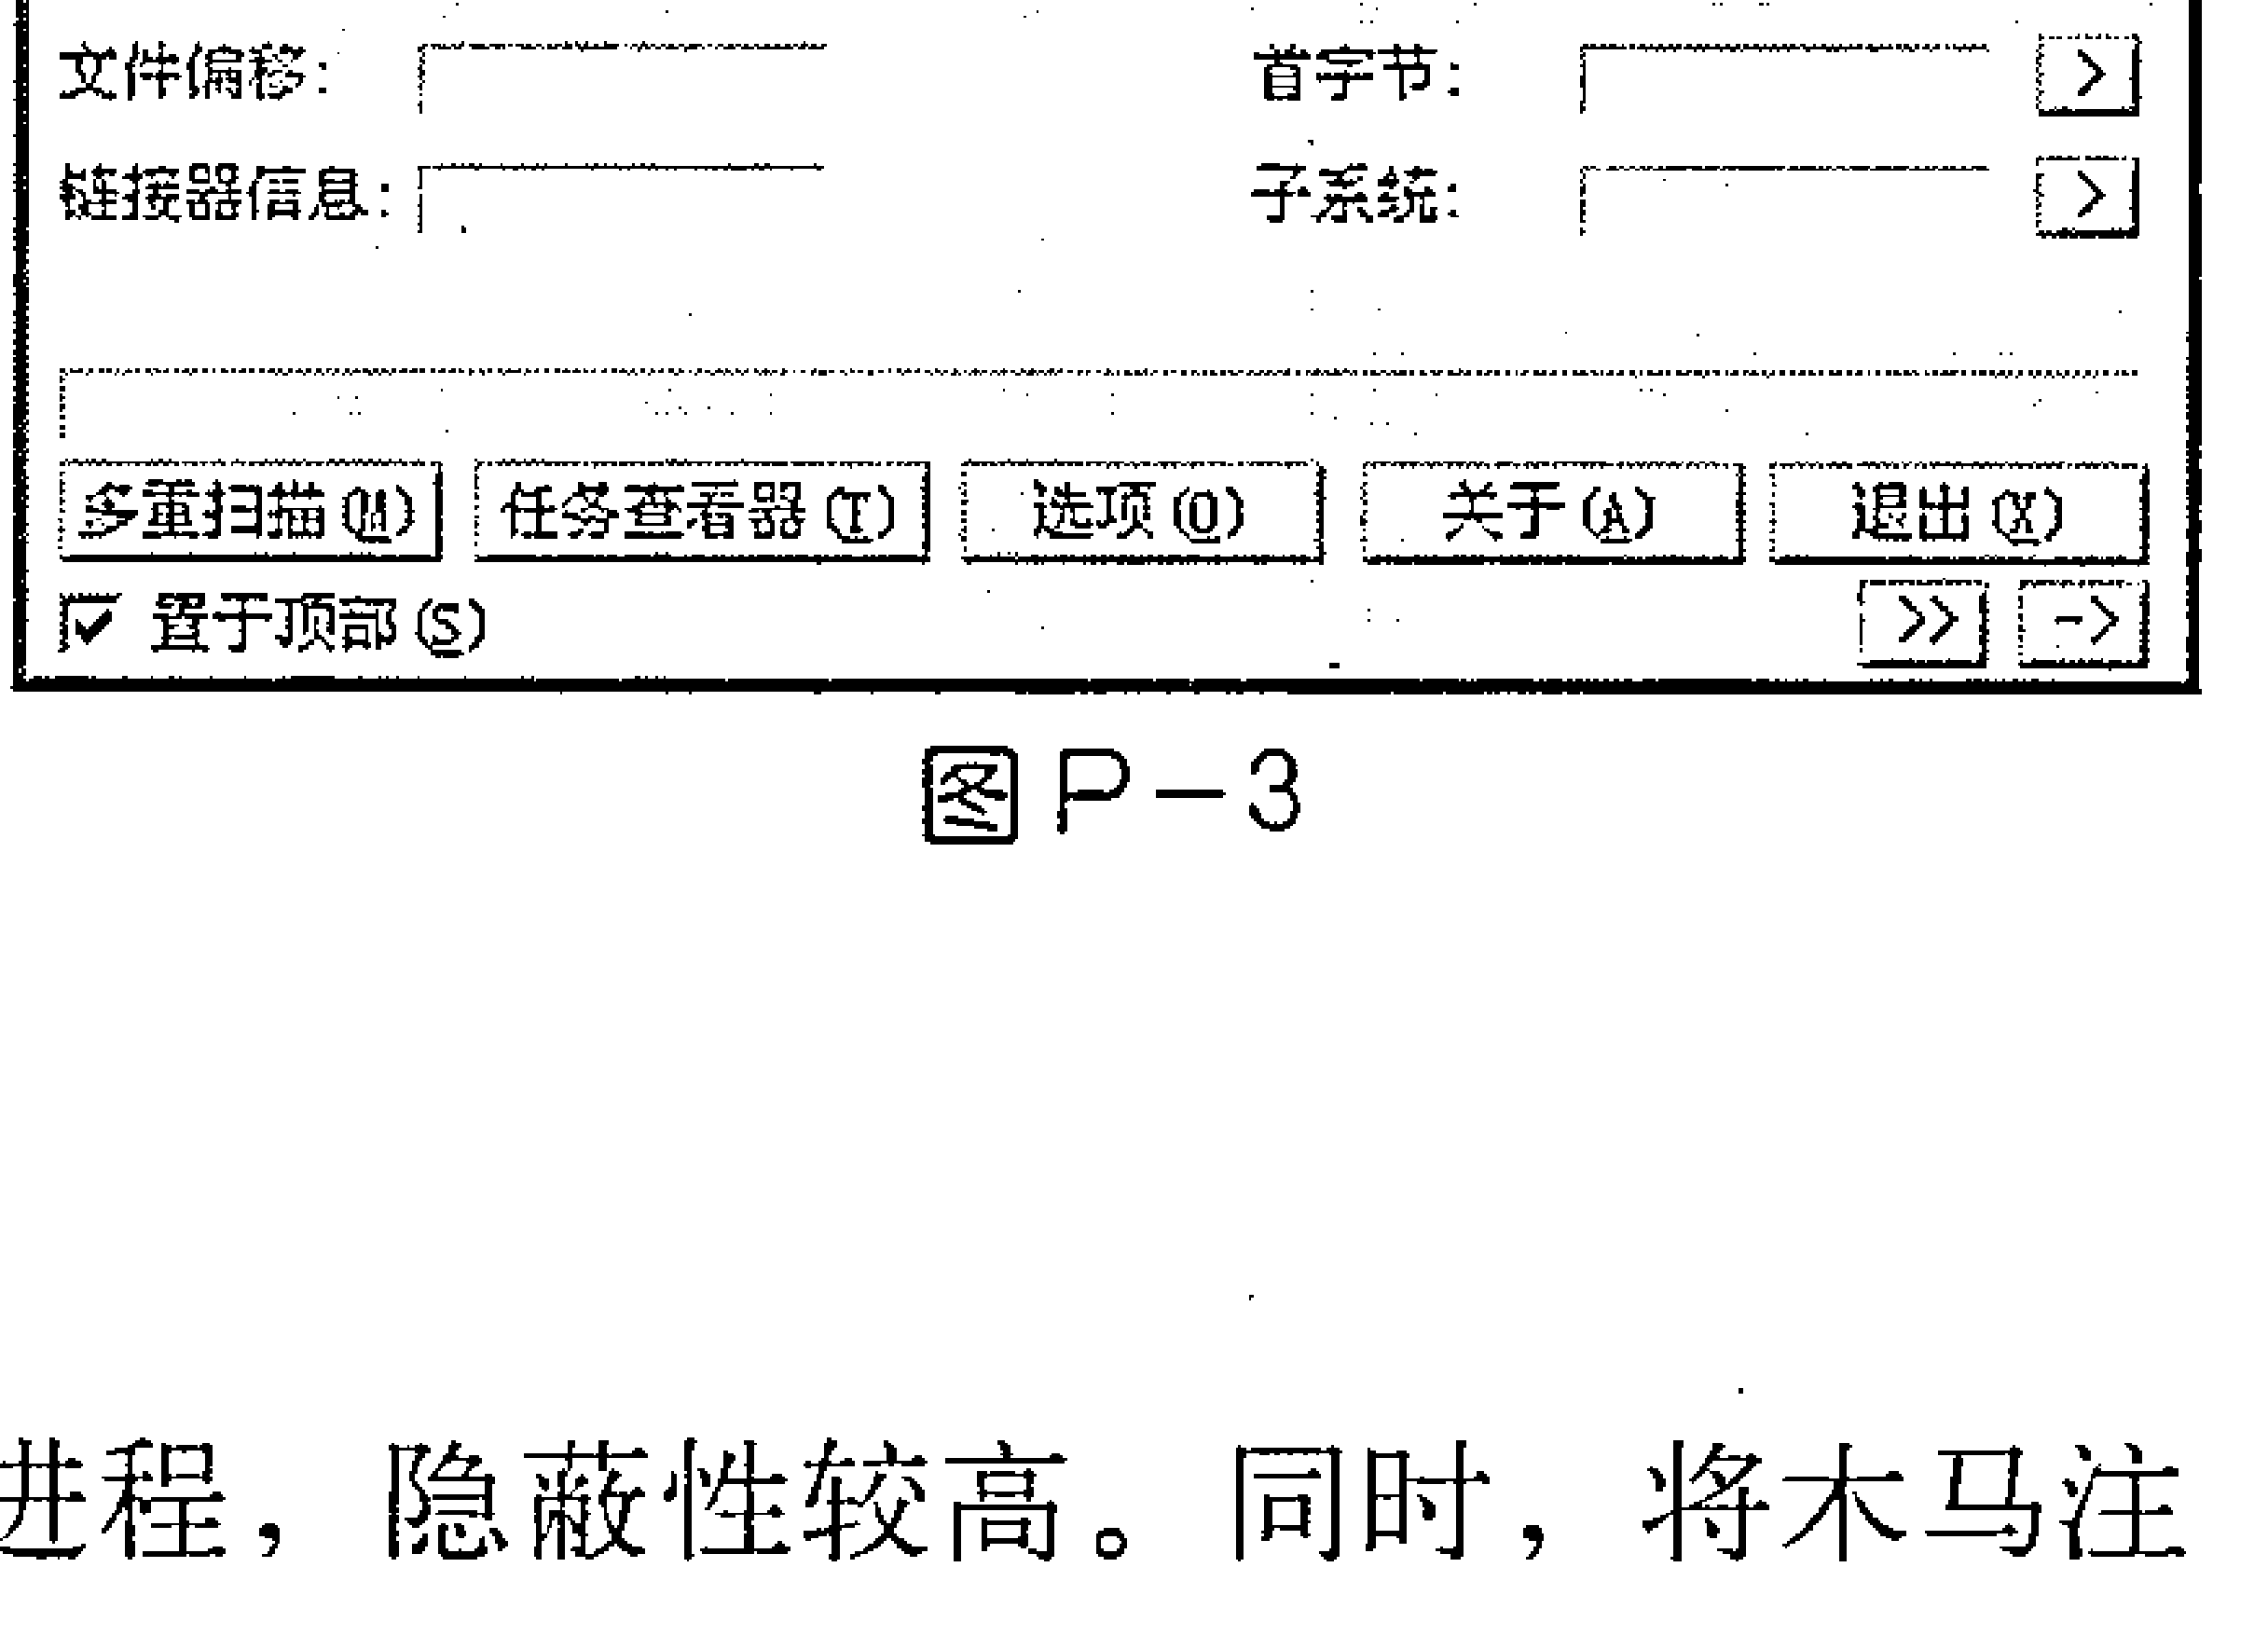 文件偏移: 首字节: >
链接器信息: 子系统: >
多重扫描(M) 任务查看器(T) 选项(O) 关于(A) 退出(X)
置于顶部(S) >> ->
图P-3
进程，隐蔽性较高。同时，将木马注